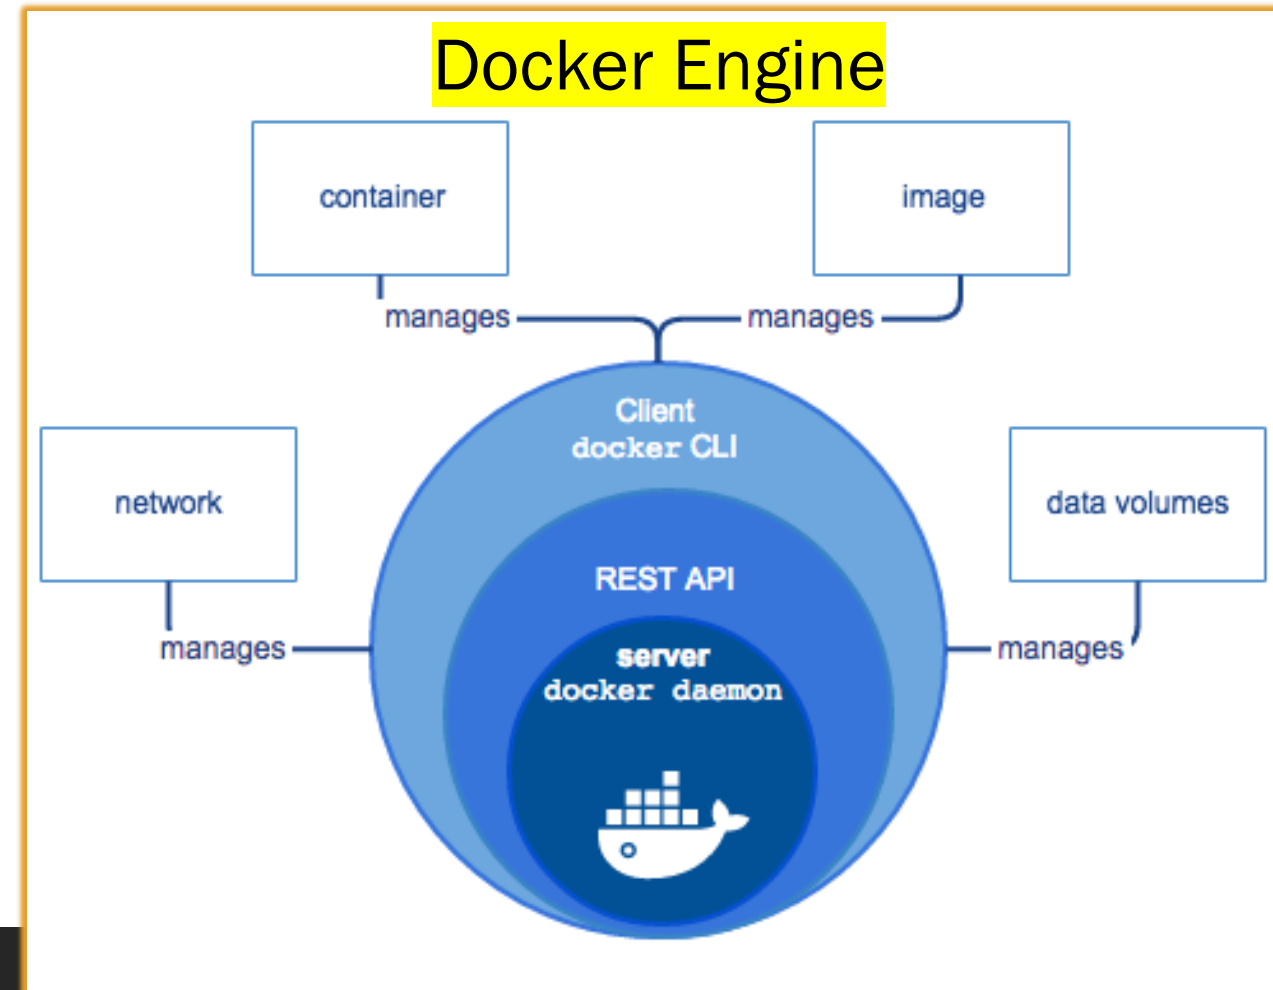 Docker Engine
container
image
manages
manages
Client
docker CLI
network
data volumes
REST API
manages
server
docker daemon
manages